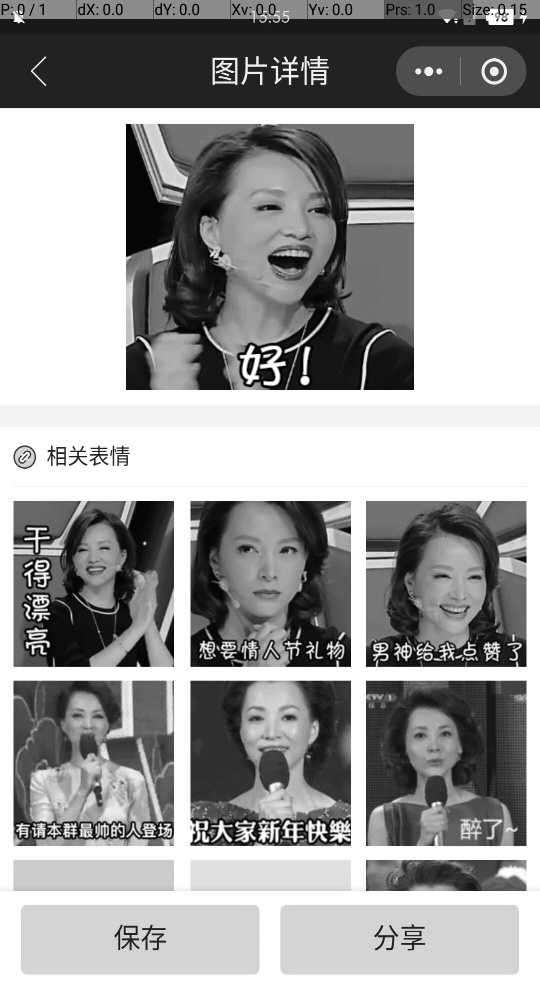 P: 0 / 1 dX: 0.0 dY: 0.0 Xv: 0.0 Yv: 0.0 Prs: 1.0 Size: 0.15
15:55 98
图片详情
好！
相关表情
干得漂亮
想要情人节礼物
男神给我点赞了
有请本群最帅的人登场
祝大家新年快樂
CCTV 1
醉了~
保存
分享